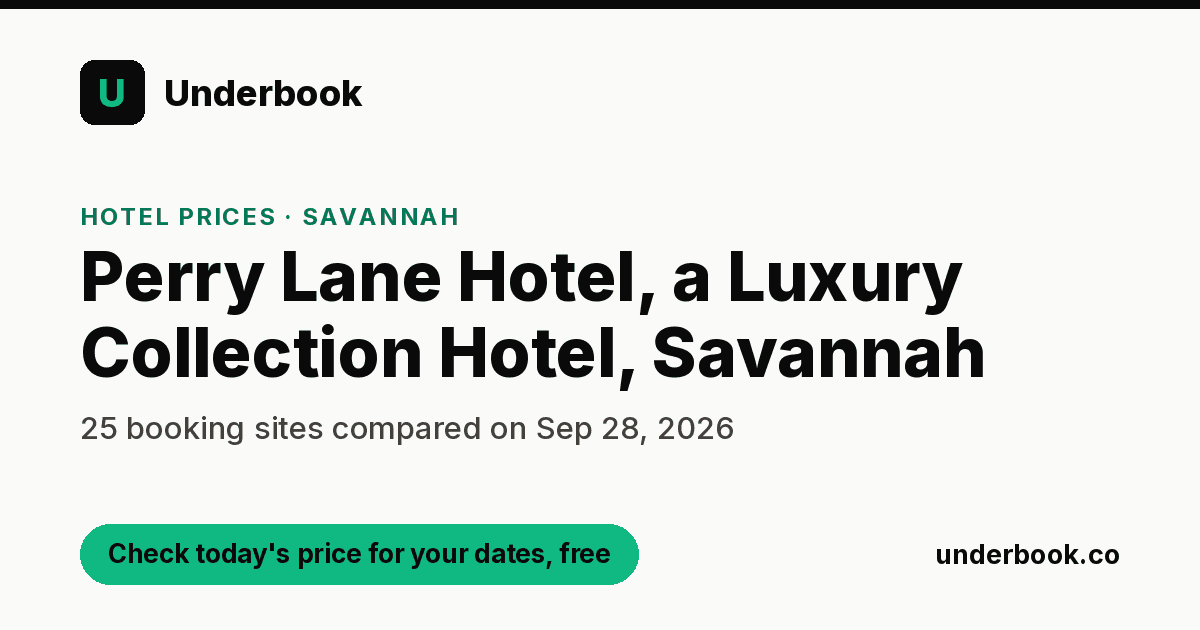 U Underbook
HOTEL PRICES · SAVANNAH
Perry Lane Hotel, a Luxury
Collection Hotel, Savannah
25 booking sites compared on Sep 28, 2026
Check today's price for your dates, free
underbook.co